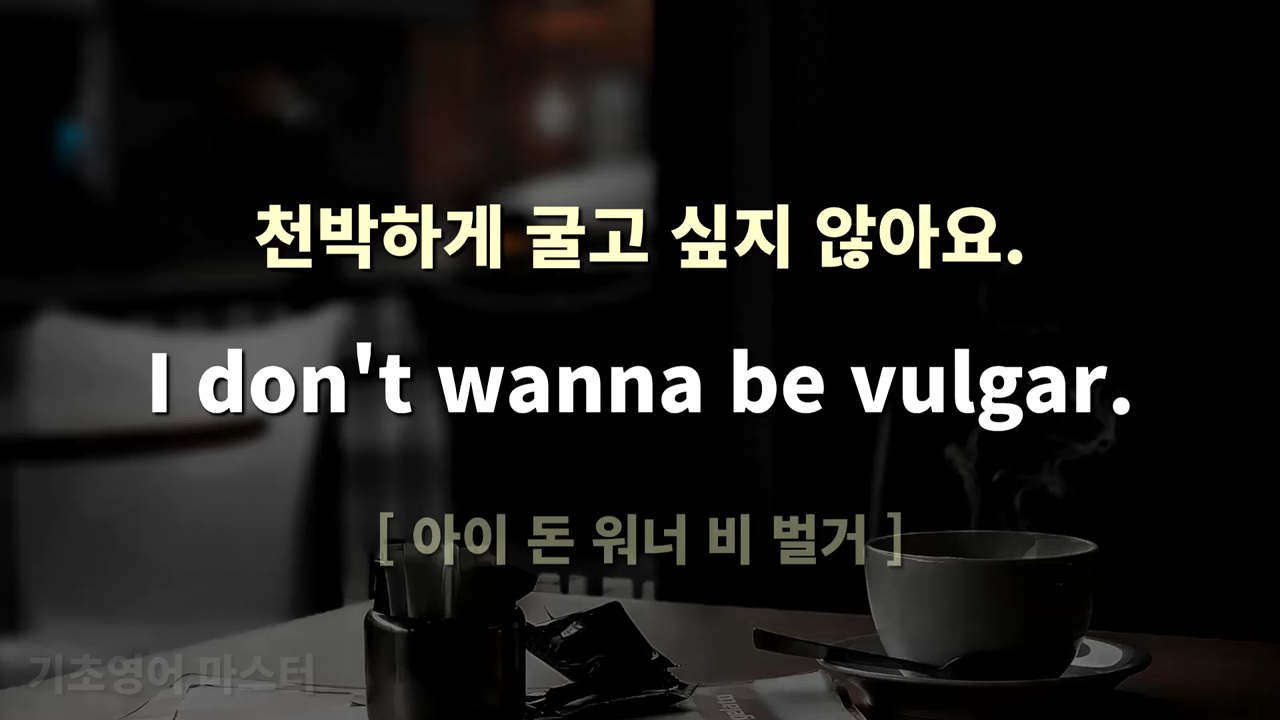 천박하게 굴고 싶지 않아요.
I don't wanna be vulgar.
[ 아이 돈 워너 비 벌거 ]
기초영어 마스터
gelato